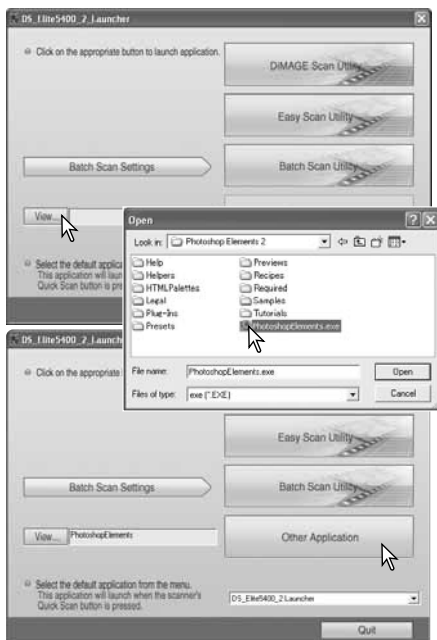 DS_Elite5400_2_Launcher
Click on the appropriate button to launch application.
DiMAGE Scan Utility
Easy Scan Utility
Batch Scan Settings
Batch Scan Utility
View...
Select the default applica
This application will laun
Quick Scan button is pre
Open
Look in:
Photoshop Elements 2
Help
Helpers
HTMLPalettes
Legal
Plug-Ins
Presets
Previews
Recipes
Required
Samples
Tutorials
PhotoshopElements.exe
File name:
PhotoshopElements.exe
Open
Files of type:
exe (*.EXE)
Cancel
DS_Elite5400_2_Launch
Click on the appropriate
Easy Scan Utility
Batch Scan Settings
Batch Scan Utility
View...
PhotoshopElements
Other Application
Select the default application from the menu.
This application will launch when the scanner's
Quick Scan button is pressed.
DS_Elite5400_2 Launcher
Quit